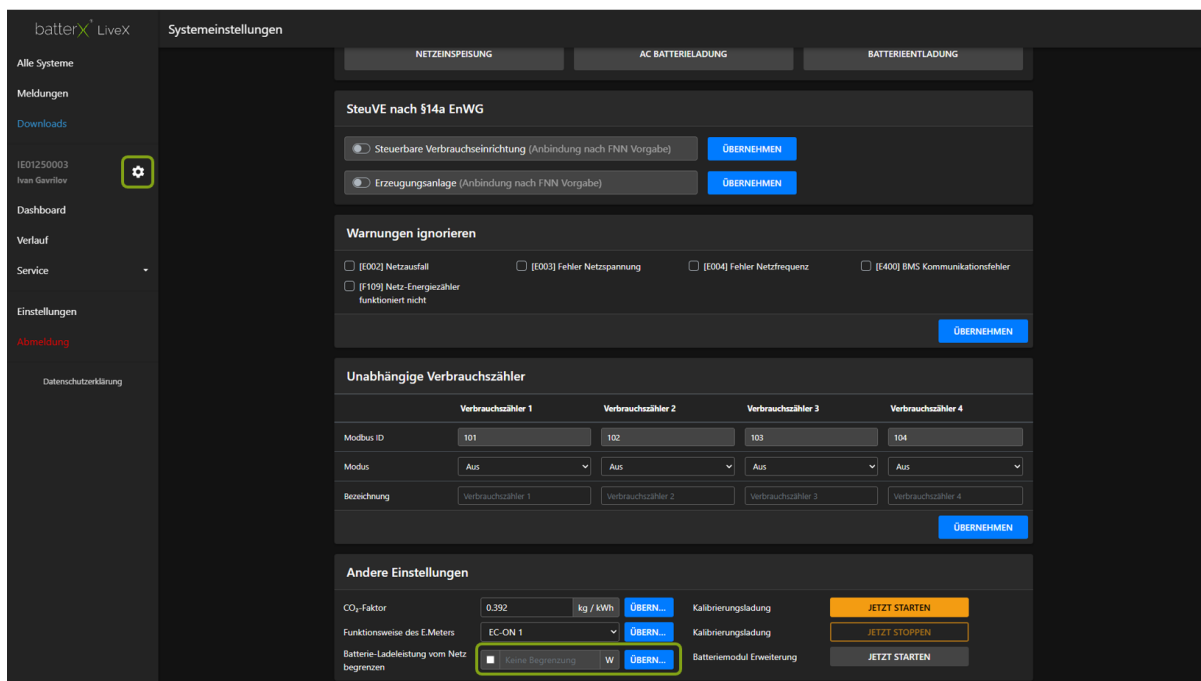 batterX® LiveX
Systemeinstellungen
Alle Systeme
Meldungen
Downloads
IE01250003
Ivan Gavrilov
Dashboard
Verlauf
Service
Einstellungen
Abmeldung
Datenschutzerklärung
NETZEINSPEISUNG AC BATTERIELADUNG BATTERIEENTLADUNG
SteuVE nach §14a EnWG
Steuerbare Verbrauchseinrichtung (Anbindung nach FNN Vorgabe) ÜBERNEHMEN
Erzeugungsanlage (Anbindung nach FNN Vorgabe) ÜBERNEHMEN
Warnungen ignorieren
[E002] Netzausfall [E003] Fehler Netzspannung [E004] Fehler Netzfrequenz [E400] BMS Kommunikationsfehler
[F109] Netz-Energiezähler
funktioniert nicht
ÜBERNEHMEN
Unabhängige Verbrauchszähler
Verbrauchszähler 1 Verbrauchszähler 2 Verbrauchszähler 3 Verbrauchszähler 4
Modbus ID 101 102 103 104
Modus Aus Aus Aus Aus
Bezeichnung Verbrauchszähler 1 Verbrauchszähler 2 Verbrauchszähler 3 Verbrauchszähler 4
ÜBERNEHMEN
Andere Einstellungen
CO₂-Faktor 0.392 kg / kWh ÜBERN... Kalibrierungsladung JETZT STARTEN
Funktionsweise des E.Meters EC-ON 1 ÜBERN... Kalibrierungsladung JETZT STOPPEN
Batterie-Ladeleistung vom Netz
begrenzen Keine Begrenzung W ÜBERN... Batteriemodul Erweiterung JETZT STARTEN